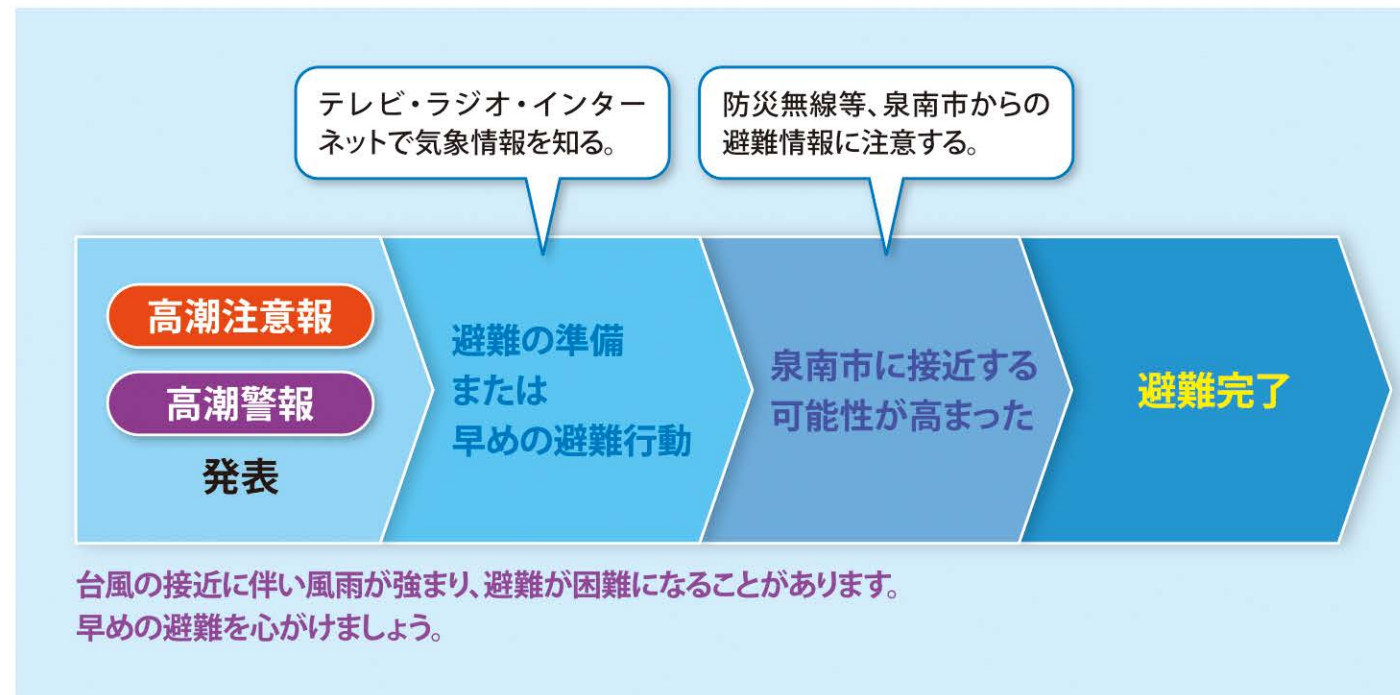 テレビ・ラジオ・インター
ネットで気象情報を知る。
防災無線等、泉南市からの
避難情報に注意する。
高潮注意報
高潮警報
発表
避難の準備
または
早めの避難行動
泉南市に接近する
可能性が高まった
避難完了
台風の接近に伴い風雨が強まり、避難が困難になることがあります。
早めの避難を心がけましょう。